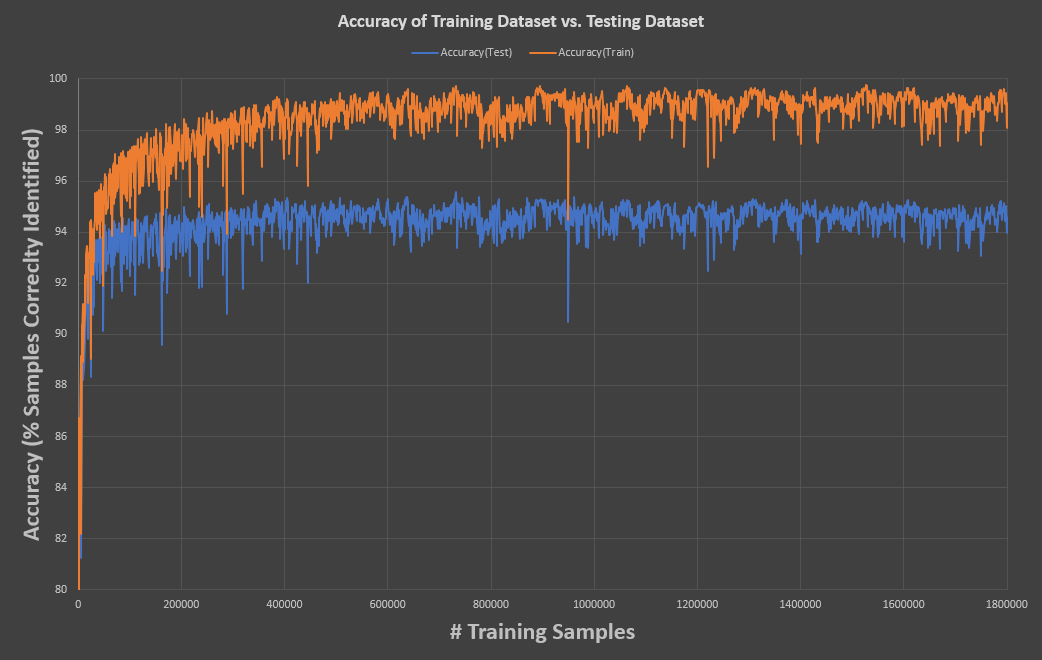 Accuracy of Training Dataset vs. Testing Dataset
Accuracy(Test) Accuracy(Train)
Accuracy (% Samples Correclty Identified)
100
98
96
94
92
90
88
86
84
82
80
0 200000 400000 600000 800000 1000000 1200000 1400000 1600000 1800000
# Training Samples